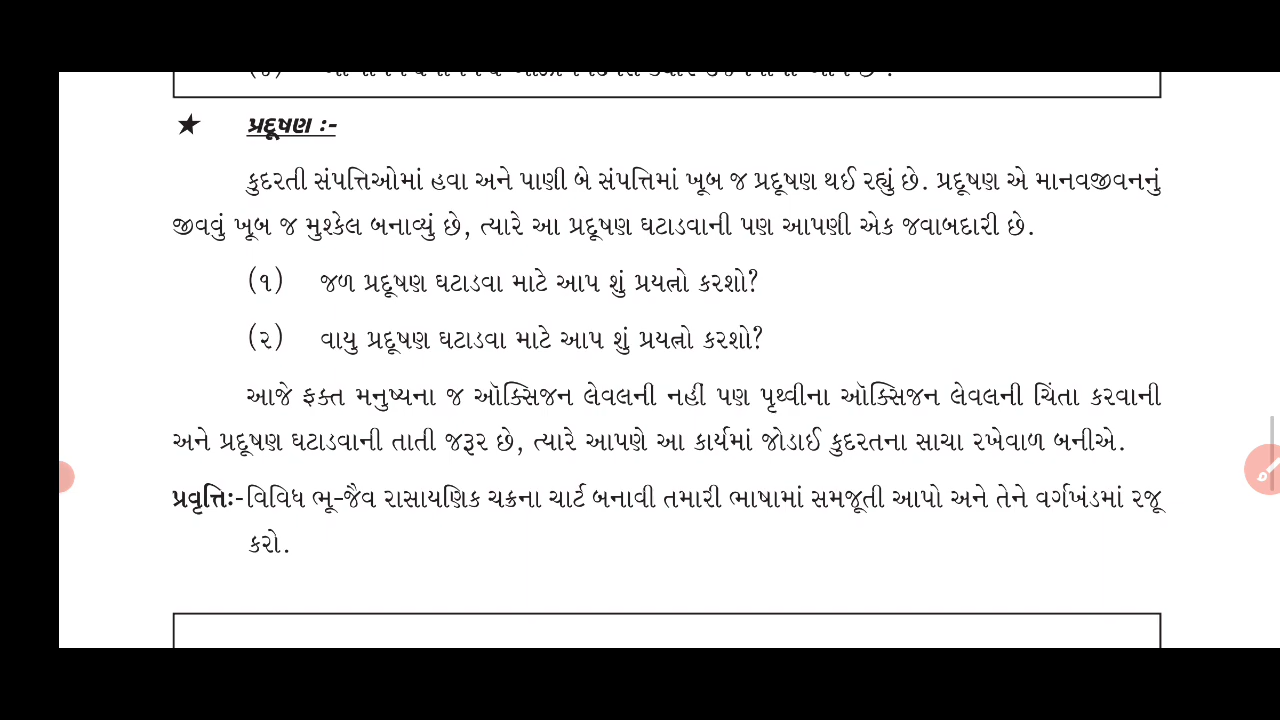 ★ પ્રદૂષણ :-
કુદરતી સંપત્તિઓમાં હવા અને પાણી બે સંપત્તિમાં ખૂબ જ પ્રદૂષણ થઈ રહ્યું છે. પ્રદૂષણ એ માનવજીવનનું
જીવવું ખૂબ જ મુશ્કેલ બનાવ્યું છે, ત્યારે આ પ્રદૂષણ ઘટાડવાની પણ આપણી એક જવાબદારી છે.
(૧) જળ પ્રદૂષણ ઘટાડવા માટે આપ શું પ્રયત્નો કરશો?
(૨) વાયુ પ્રદૂષણ ઘટાડવા માટે આપ શું પ્રયત્નો કરશો?
આજે ફક્ત મનુષ્યના જ ઑક્સિજન લેવલની નહીં પણ પૃથ્વીના ઑક્સિજન લેવલની ચિંતા કરવાની
અને પ્રદૂષણ ઘટાડવાની તાતી જરૂર છે, ત્યારે આપણે આ કાર્યમાં જોડાઈ કુદરતના સાચા રખેવાળ બનીએ.
પ્રવૃત્તિઃ-વિવિધ ભૂ-જૈવ રાસાયણિક ચક્રના ચાર્ટ બનાવી તમારી ભાષામાં સમજૂતી આપો અને તેને વર્ગખંડમાં રજૂ
કરો.